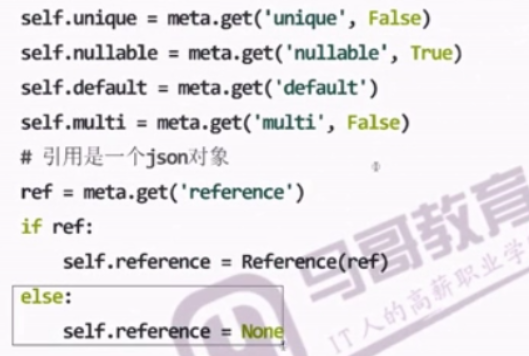 self.unique = meta.get('unique', False)
self.nullable = meta.get('nullable', True)
self.default = meta.get('default')
self.multi = meta.get('multi', False)
# 引用是一个json对象
ref = meta.get('reference')
if ref:
    self.reference = Reference(ref)
else:
    self.reference = None
马哥教育
IT人的高薪职业学